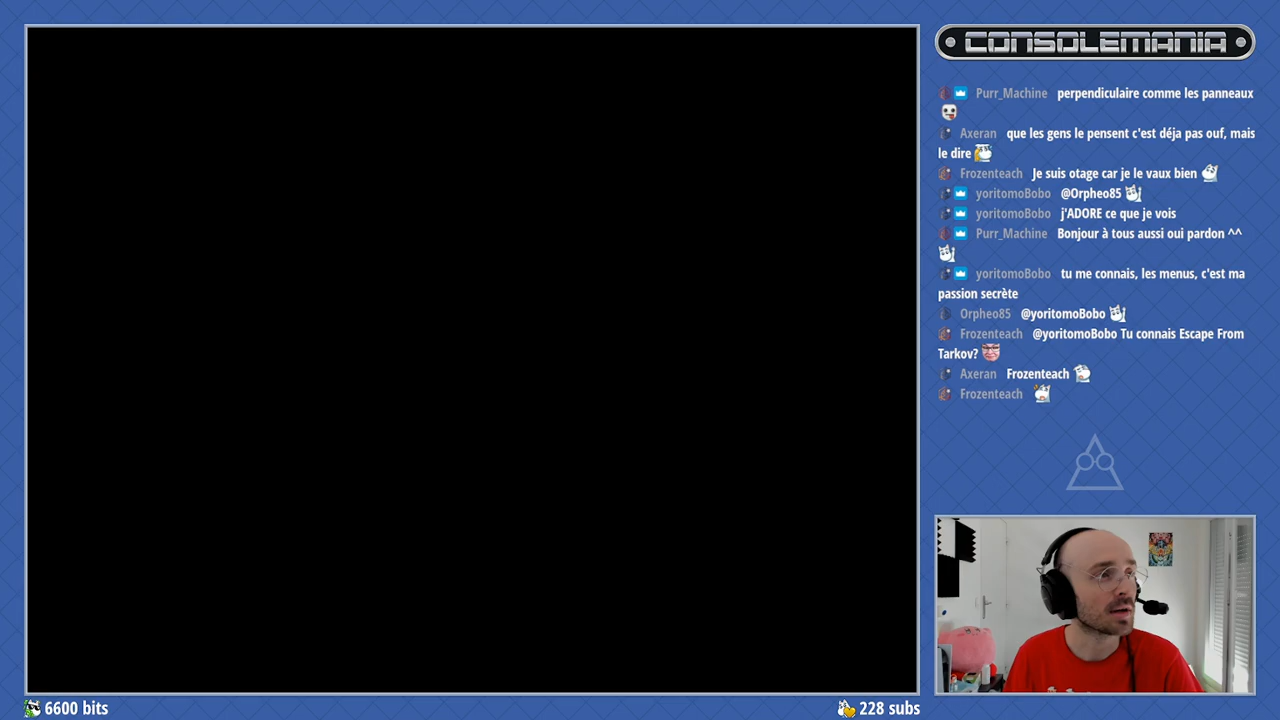 CONSOLEMANIA
Purr_Machine perpendiculaire comme les panneaux
Axeran que les gens le pensent c'est déja pas ouf, mais
le dire
Frozenteach Je suis otage car je le vaux bien
yoritomoBobo @Orpheo85
yoritomoBobo j'ADORE ce que je vois
Purr_Machine Bonjour à tous aussi oui pardon ^^
yoritomoBobo tu me connais, les menus, c'est ma
passion secrète
Orpheo85 @yoritomoBobo
Frozenteach @yoritomoBobo Tu connais Escape From
Tarkov?
Axeran Frozenteach
Frozenteach
6600 bits
228 subs